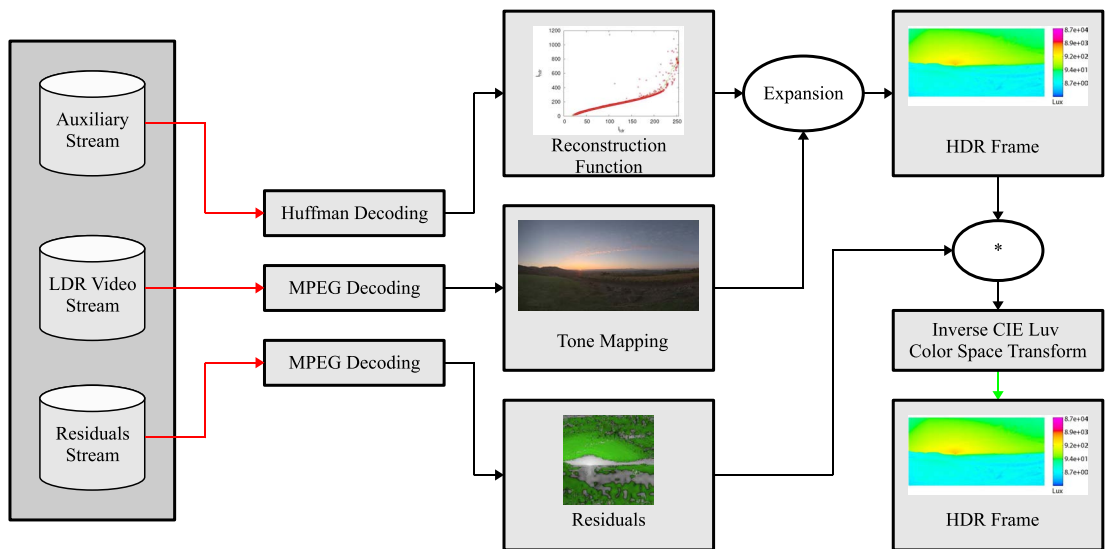 Auxiliary
Stream
LDR Video
Stream
Residuals
Stream
Huffman Decoding
MPEG Decoding
MPEG Decoding
1200
1000
800
600
400
200
0
0 50 100 150 200 250
Reconstruction
Function
Tone Mapping
Residuals
Expansion
8.7e+04
8.9e+03
9.2e+02
9.4e+01
8.7e+00
Lux
HDR Frame
*
Inverse CIE Luv
Color Space Transform
8.7e+04
8.9e+03
9.2e+02
9.4e+01
8.7e+00
Lux
HDR Frame